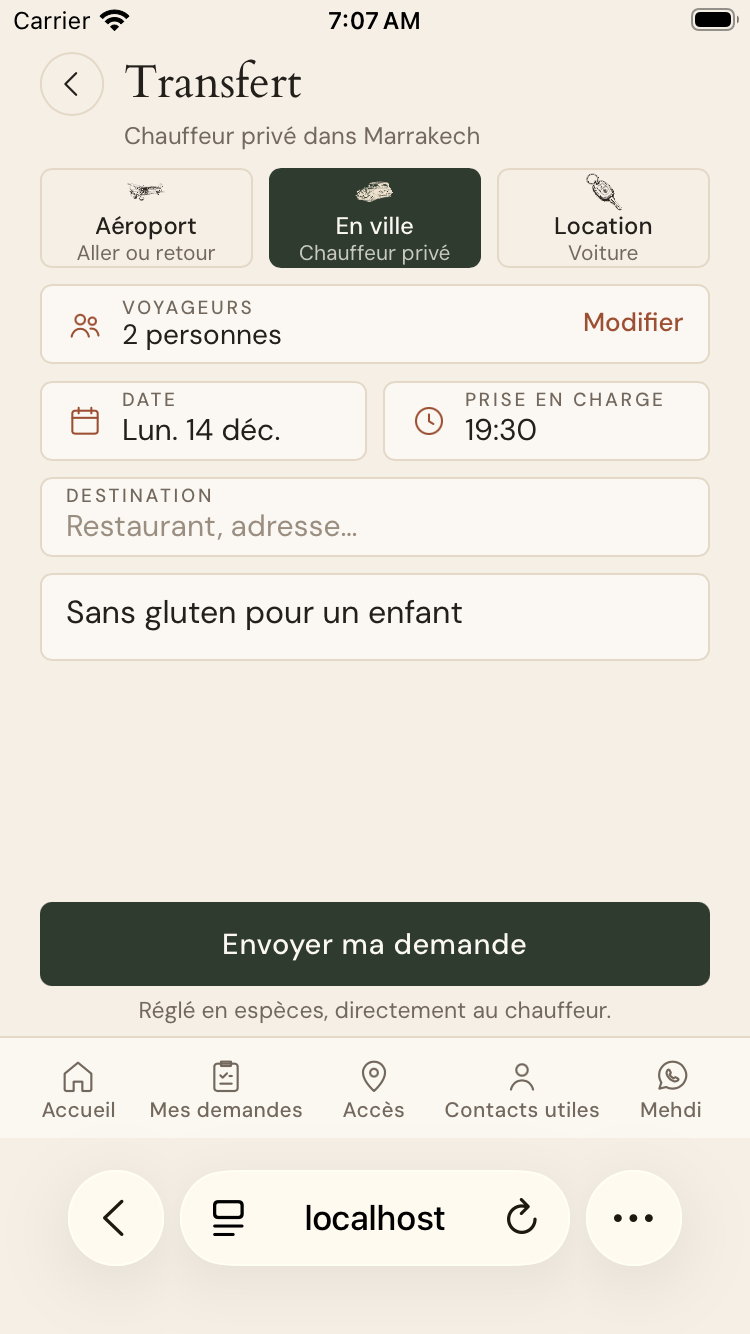 Carrier 7:07 AM
Transfert
Chauffeur privé dans Marrakech
Aéroport
Aller ou retour
En ville
Chauffeur privé
Location
Voiture
VOYAGEURS
2 personnes
Modifier
DATE
Lun. 14 déc.
PRISE EN CHARGE
19:30
DESTINATION
Restaurant, adresse...
Sans gluten pour un enfant
Envoyer ma demande
Réglé en espèces, directement au chauffeur.
Accueil
Mes demandes
Accès
Contacts utiles
Mehdi
localhost